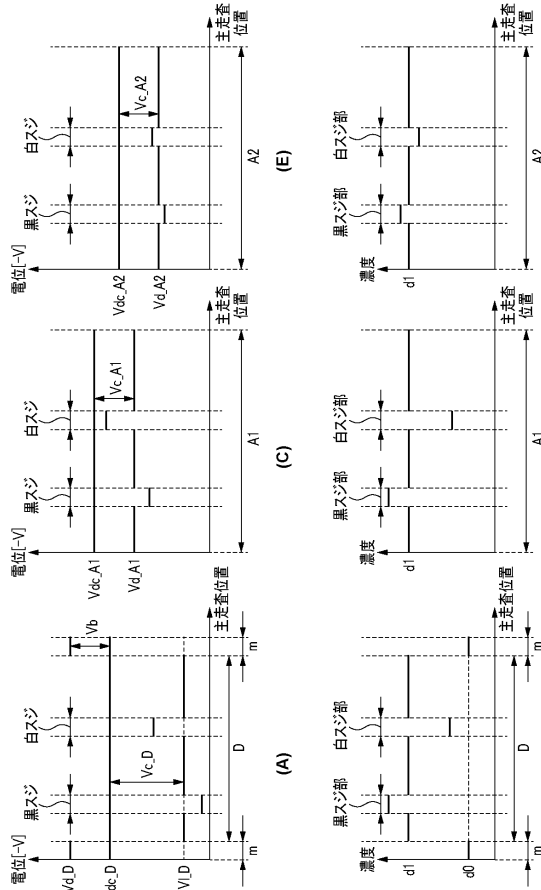 電位[-V]
黒スジ
白スジ
Vd_D
dc_D
Vl_D
Vb
Vc_D
m
D
m
主走査位置
(A)
電位[-V]
黒スジ
白スジ
Vdc_A1
Vd_A1
Vc_A1
A1
主走査
位置
(C)
電位[-V]
黒スジ
白スジ
Vdc_A2
Vd_A2
Vc_A2
A2
主走査
位置
(E)
濃度
黒スジ部
白スジ部
d1
d0
m
D
m
主走査位置
濃度
黒スジ部
白スジ部
d1
A1
主走査
位置
濃度
黒スジ部
白スジ部
d1
A2
主走査
位置